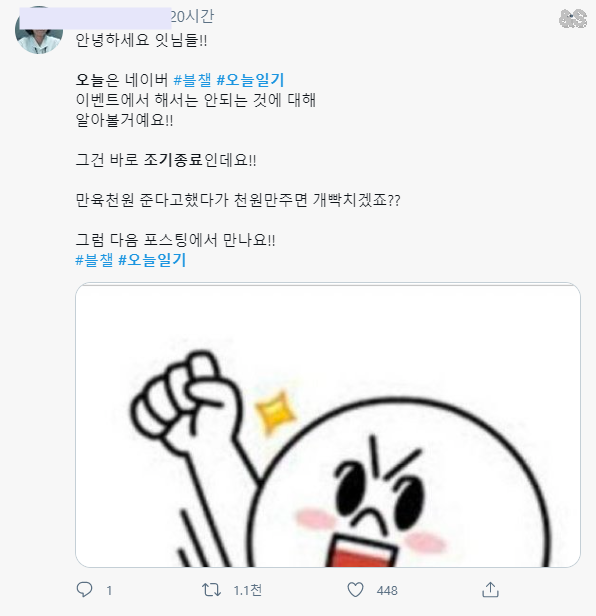 20시간
안녕하세요 잇님들!!
오늘은 네이버 #블챌 #오늘일기
이벤트에서 해서는 안되는 것에 대해
알아볼거예요!!
그건 바로 조기종료인데요!!
만육천원 준다고했다가 천원만주면 개빡치겠죠??
그럼 다음 포스팅에서 만나요!!
#블챌 #오늘일기
1 1.1천 448